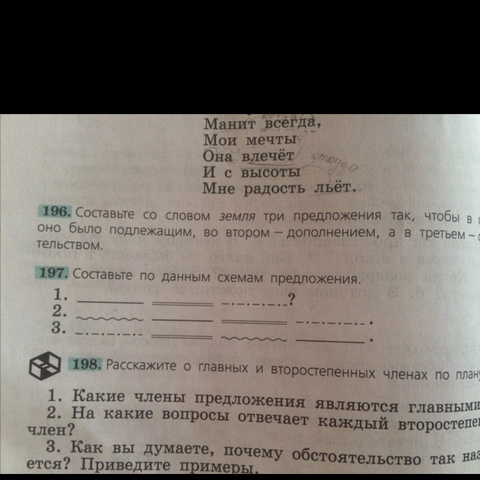 Манит всегда,
Мои мечты
Она влечёт
И с высоты
Мне радость льёт.
196. Составьте со словом земля три предложения так, чтобы в
оно было подлежащим, во втором – дополнением, а в третьем –
тельством.
197. Составьте по данным схемам предложения.
1. ?
2. .
3. .
198. Расскажите о главных и второстепенных членах по
1. Какие члены предложения являются главными
2. На какие вопросы отвечает каждый
член?
3. Как вы думаете, почему обстоятельство так
ется? Приведите примеры.